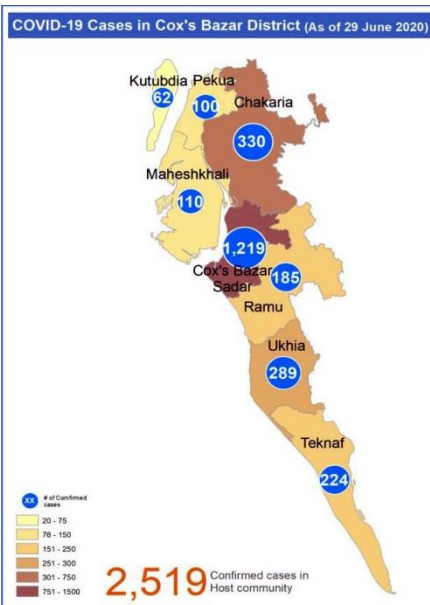 COVID-19 Cases in Cox's Bazar District (As of 29 June 2020)
Kutubdia
Pekua
62
100
Chakaria
330
Maheshkhali
110
1,219
Cox's Bazar
Sadar
185
Ramu
Ukhia
289
Teknaf
224
XX # of Confirmed
cases
20 - 75
76 - 150
151 - 250
251 - 300
301 - 750
751 - 1500
2,519 Confirmed cases in
Host community